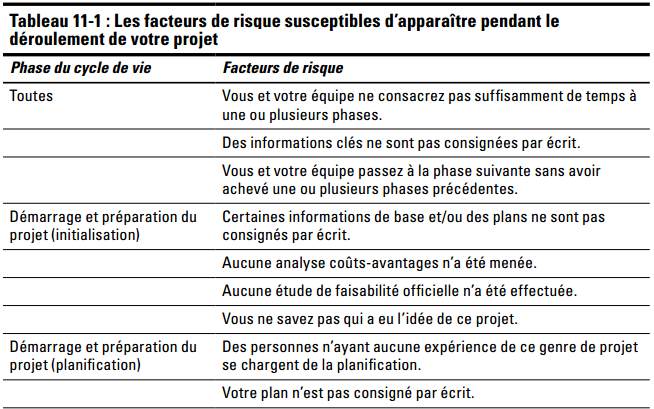 Tableau 11-1 : Les facteurs de risque susceptibles d’apparaître pendant le
déroulement de votre projet
Phase du cycle de vie Facteurs de risque
Toutes Vous et votre équipe ne consacrez pas suffisamment de temps à
une ou plusieurs phases.
Des informations clés ne sont pas consignées par écrit.
Vous et votre équipe passez à la phase suivante sans avoir
achevé une ou plusieurs phases précédentes.
Démarrage et préparation du Certaines informations de base et/ou des plans ne sont pas
projet (initialisation) consignés par écrit.
Aucune analyse coûts-avantages n’a été menée.
Aucune étude de faisabilité officielle n’a été effectuée.
Vous ne savez pas qui a eu l’idée de ce projet.
Démarrage et préparation du Des personnes n’ayant aucune expérience de ce genre de projet
projet (planification) se chargent de la planification.
Votre plan n’est pas consigné par écrit.